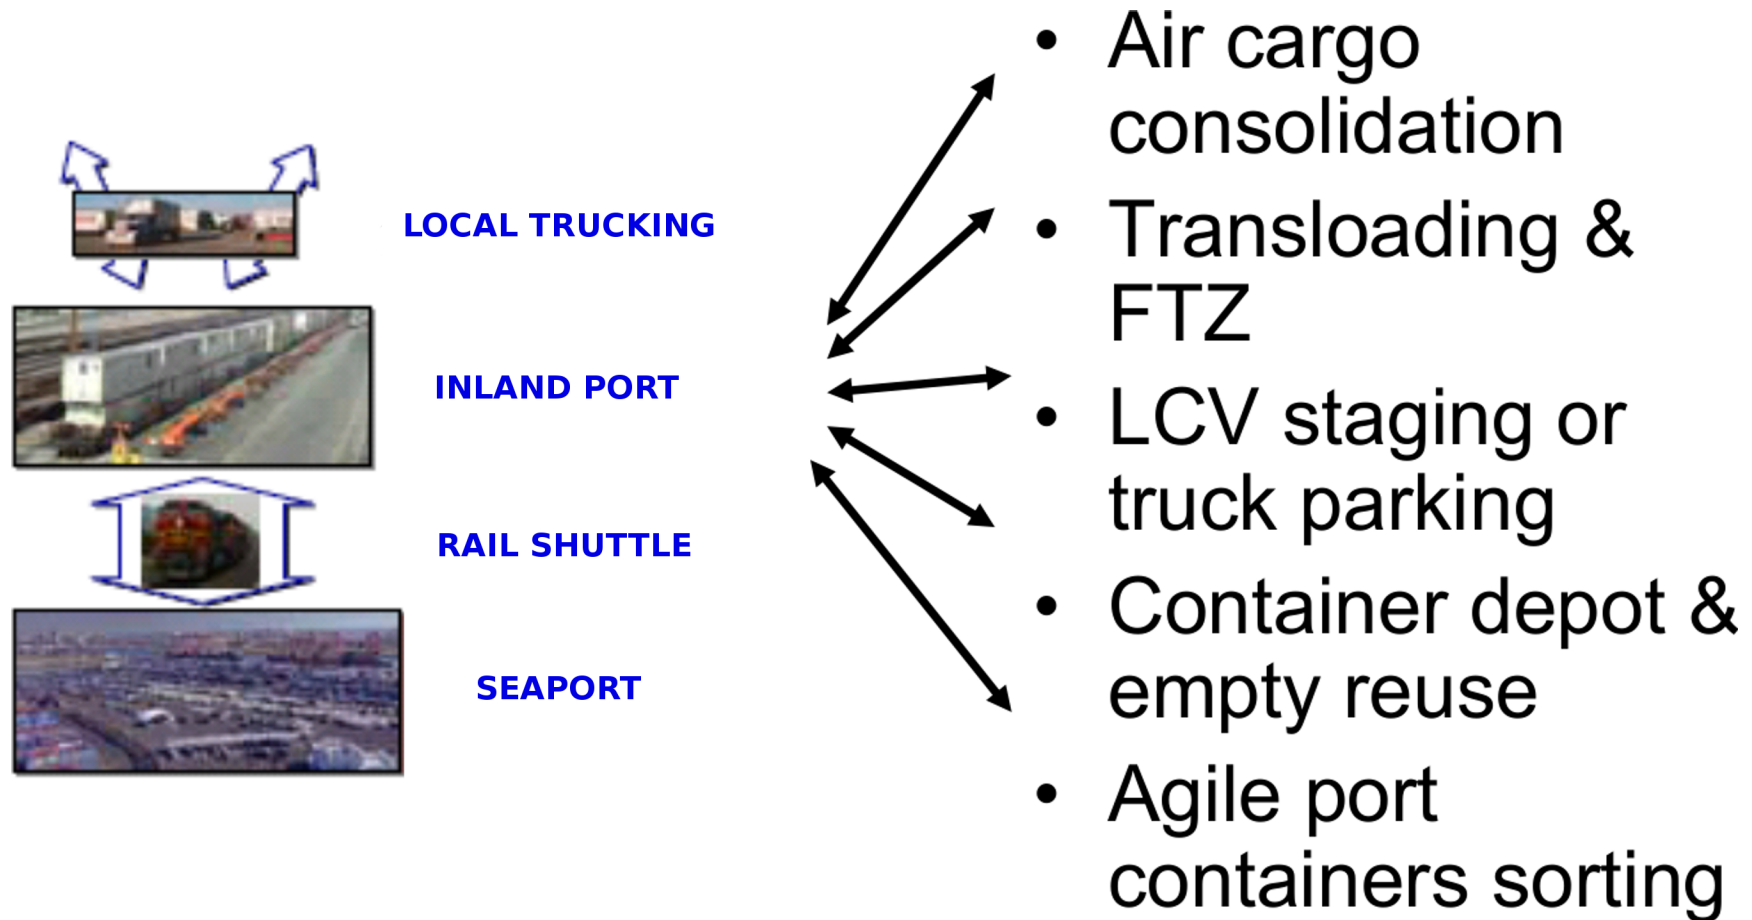 LOCAL TRUCKING
INLAND PORT
RAIL SHUTTLE
SEAPORT
• Air cargo
consolidation
• Transloading &
FTZ
• LCV staging or
truck parking
• Container depot &
empty reuse
• Agile port
containers sorting